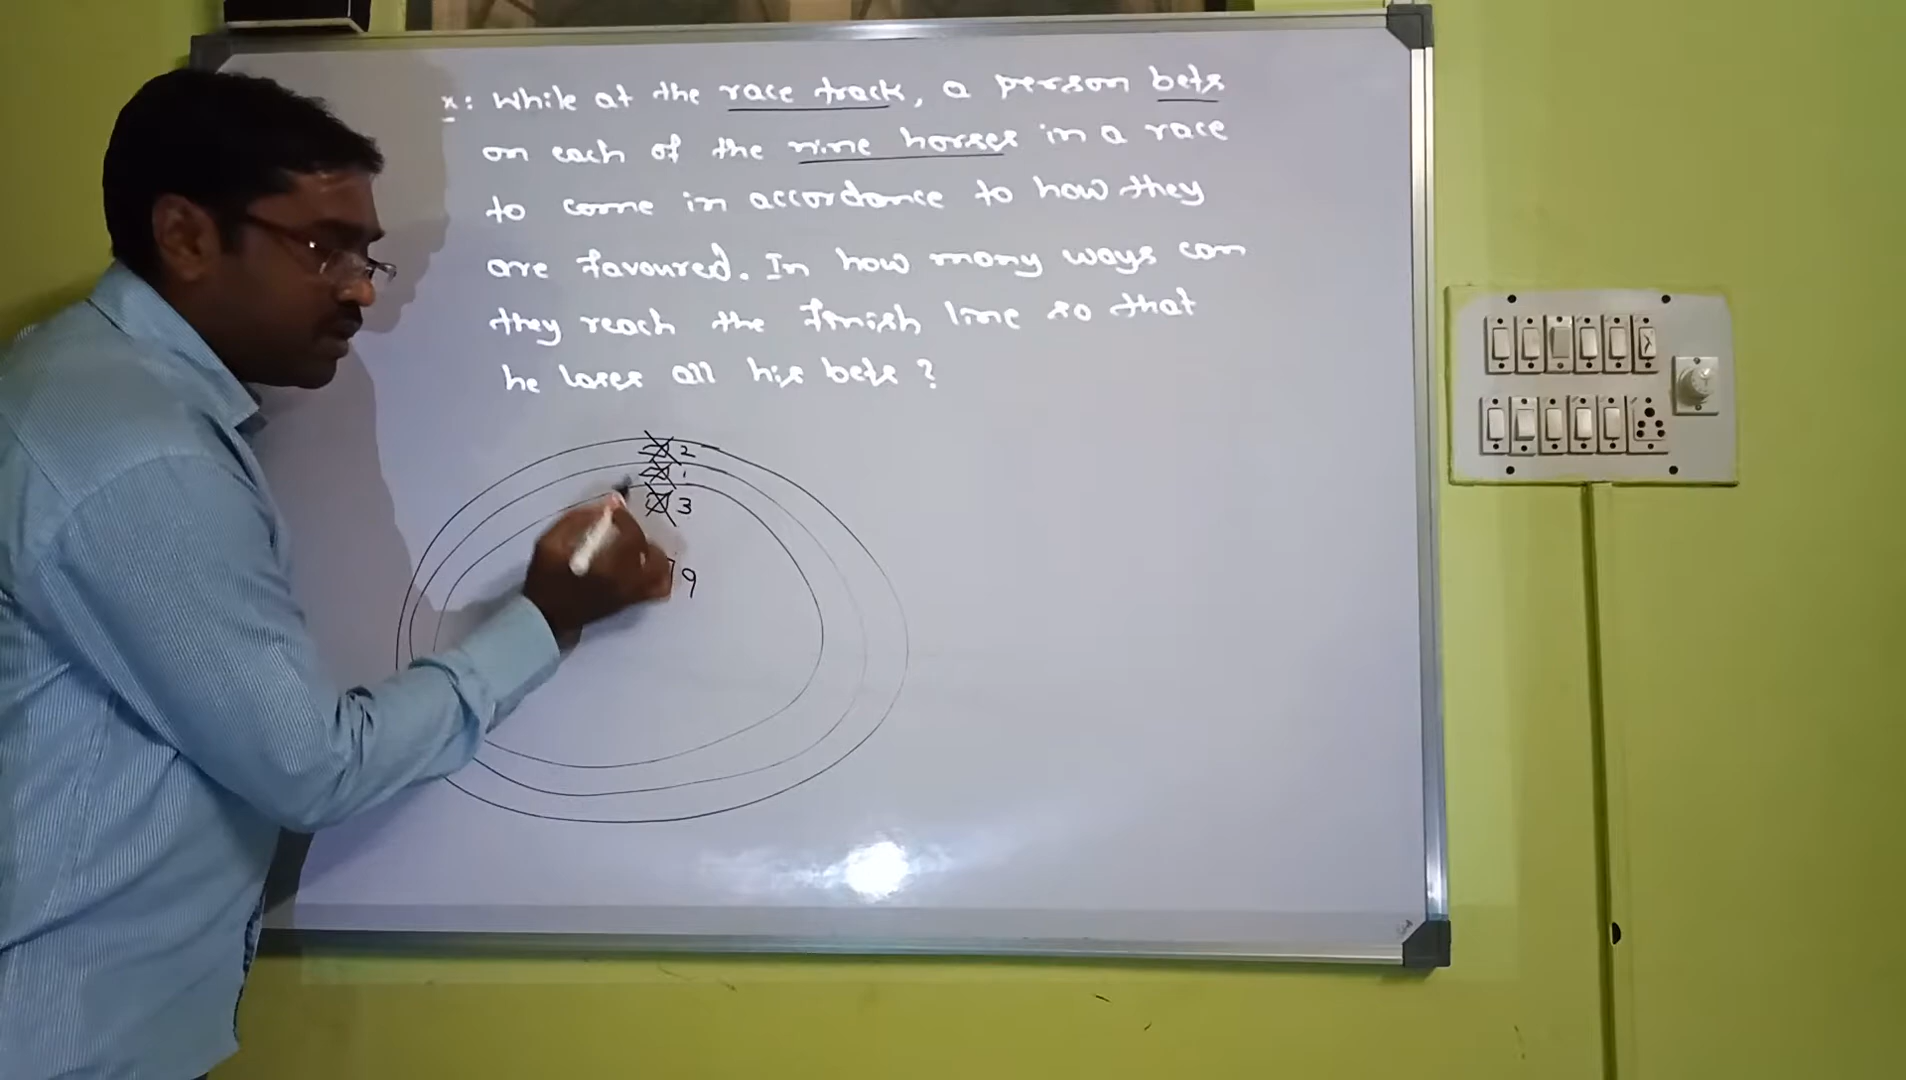 x: While at the race track, a person bets
on each of the nine horses in a race
to come in accordance to how they
are favoured. In how many ways can
they reach the finish line so that
he loses all his bets?
2
1
3
9